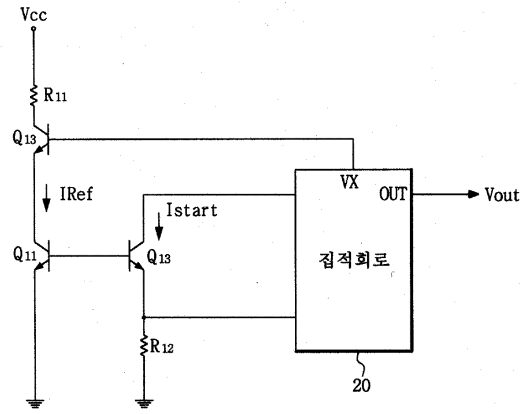 Vcc
R11
Q13
VX
OUT
Vout
IRef
Istart
집적회로
Q11
Q13
R12
20